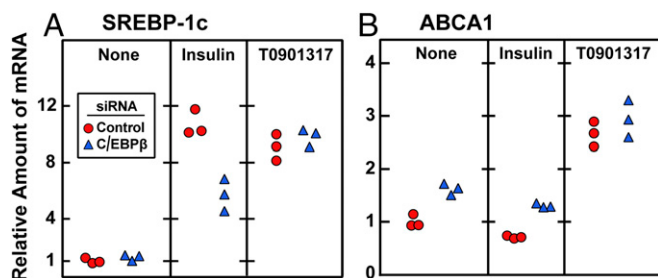 A SREBP-1c
Relative Amount of mRNA
None Insulin T0901317
12
8
4
1
siRNA
Control
C/EBPβ
B ABCA1
None Insulin T0901317
4
3
2
1
0